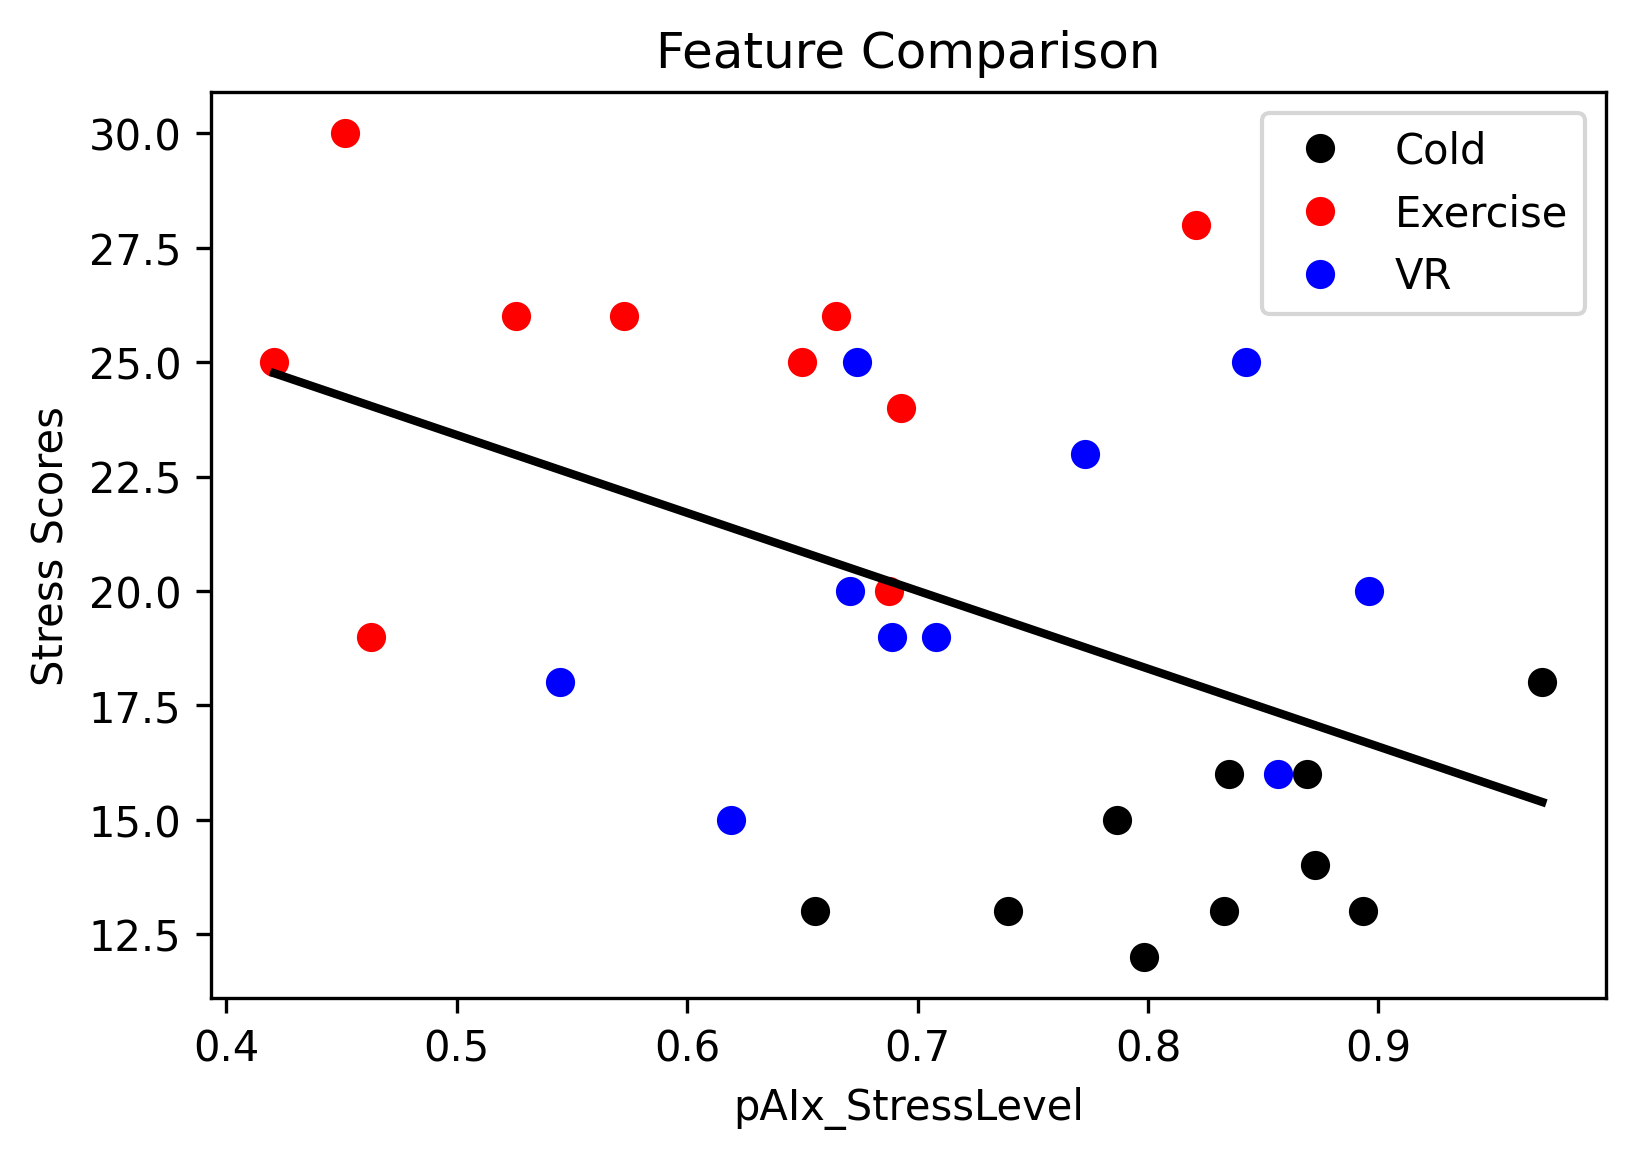 Feature Comparison
30.0
27.5
25.0
22.5
20.0
17.5
15.0
12.5
Stress Scores
Cold
Exercise
VR
0.4 0.5 0.6 0.7 0.8 0.9
pAIx_StressLevel